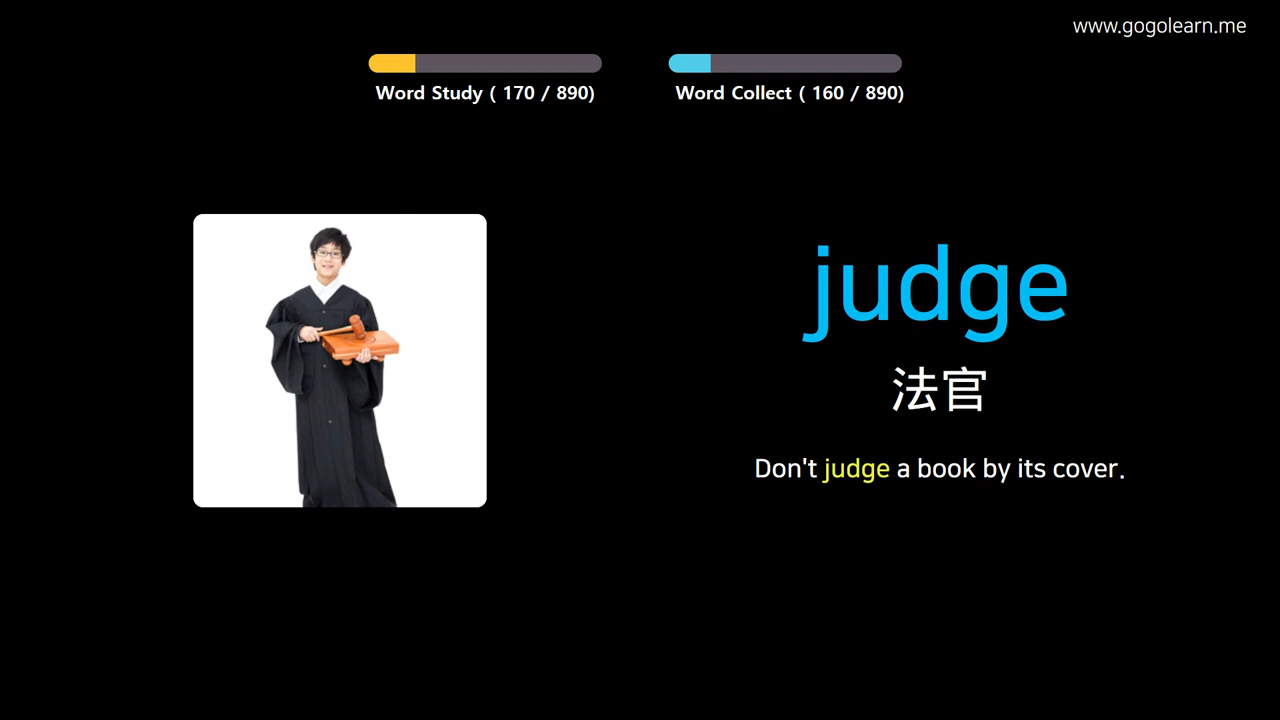 www.gogolearn.me
Word Study ( 170 / 890)
Word Collect ( 160 / 890)
judge
法官
Don't judge a book by its cover.